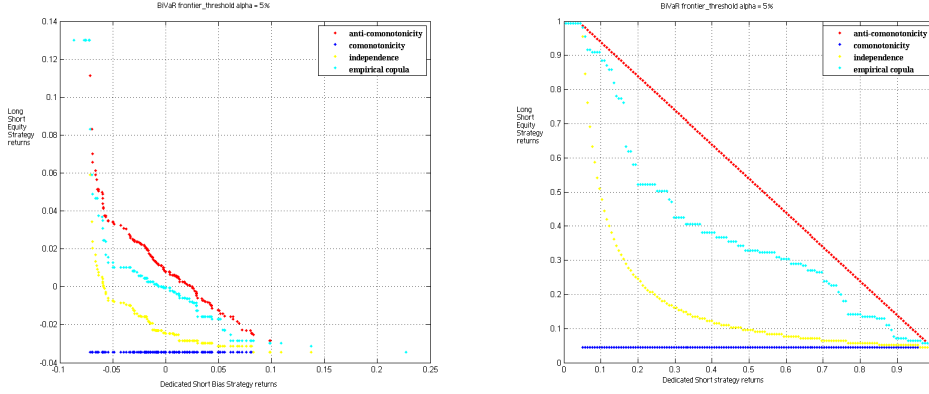 BiVaR frontier_threshold alpha = 5%
0.14
0.12
0.1
0.08
0.06
0.04
0.02
0
-0.02
-0.04
Long
Short
Equity
Strategy
returns
anti-comonotonicity
comonotonicity
independence
empirical copula
-0.1
-0.05
0
0.05
0.1
0.15
0.2
0.25
Dedicated Short Bias Strategy returns
BiVaR frontier_threshold alpha = 5%
1
0.9
0.8
0.7
0.6
0.5
0.4
0.3
0.2
0.1
0
Long
Short
Equity
Strategy
returns
anti-comonotonicity
comonotonicity
independence
empirical copula
0
0.1
0.2
0.3
0.4
0.5
0.6
0.7
0.8
0.9
Dedicated Short strategy returns